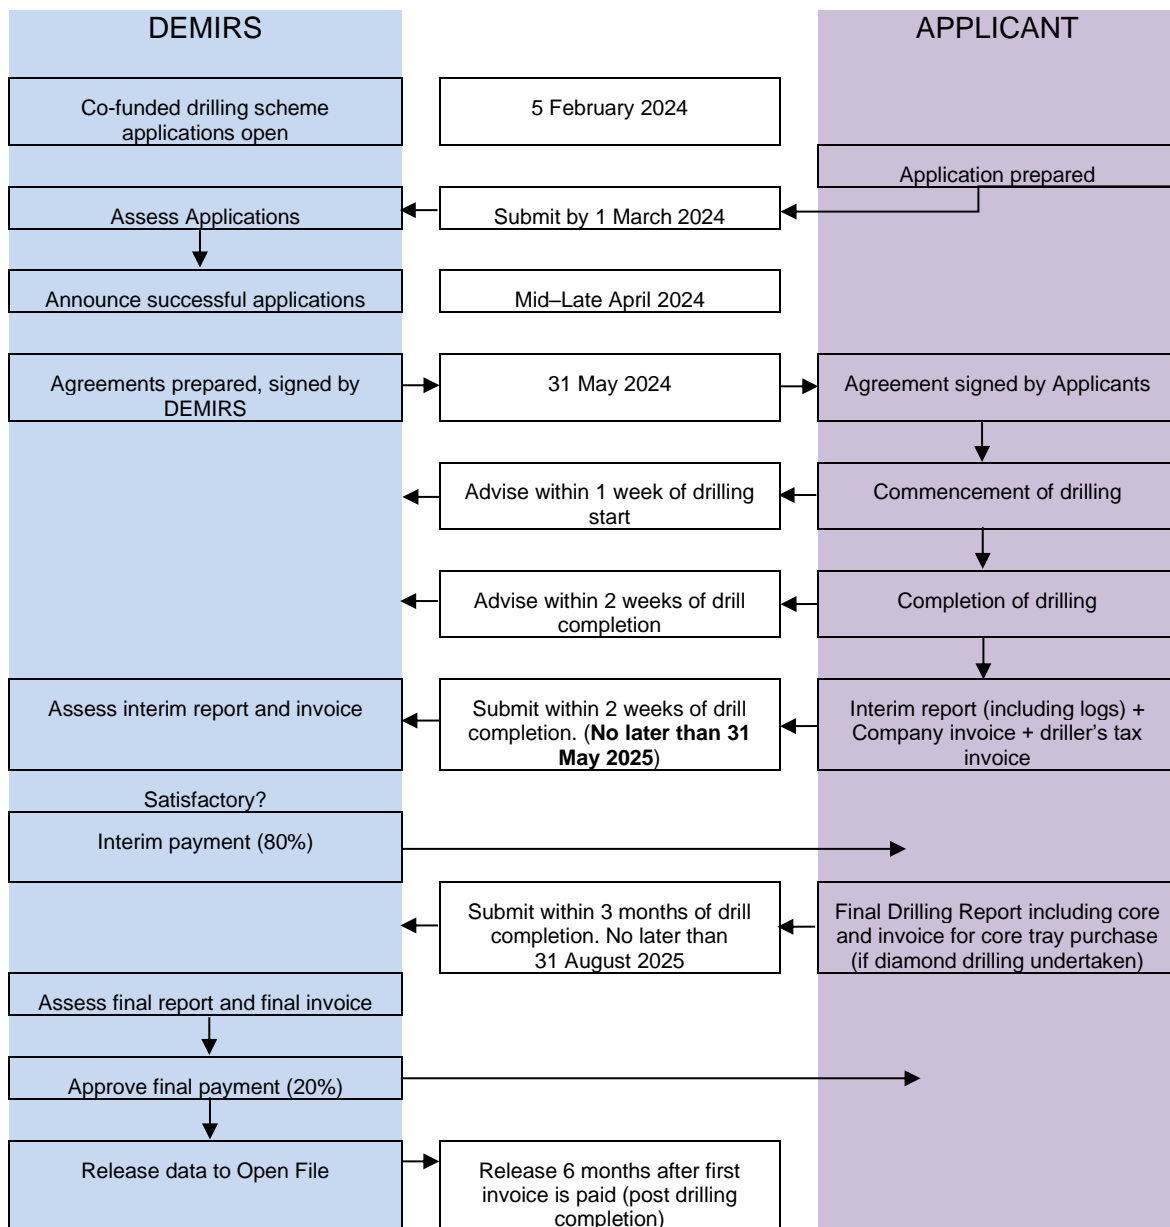 DEMIRS
APPLICANT
Co-funded drilling scheme
applications open
5 February 2024
Application prepared
Assess Applications
Submit by 1 March 2024
Announce successful applications
Mid–Late April 2024
Agreements prepared, signed by
DEMIRS
31 May 2024
Agreement signed by Applicants
Advise within 1 week of drilling
start
Commencement of drilling
Advise within 2 weeks of drill
completion
Completion of drilling
Assess interim report and invoice
Submit within 2 weeks of drill
completion. (No later than 31
May 2025)
Interim report (including logs) +
Company invoice + driller’s tax
invoice
Satisfactory?
Interim payment (80%)
Submit within 3 months of drill
completion. No later than
31 August 2025
Final Drilling Report including core
and invoice for core tray purchase
(if diamond drilling undertaken)
Assess final report and final invoice
Approve final payment (20%)
Release data to Open File
Release 6 months after first
invoice is paid (post drilling
completion)